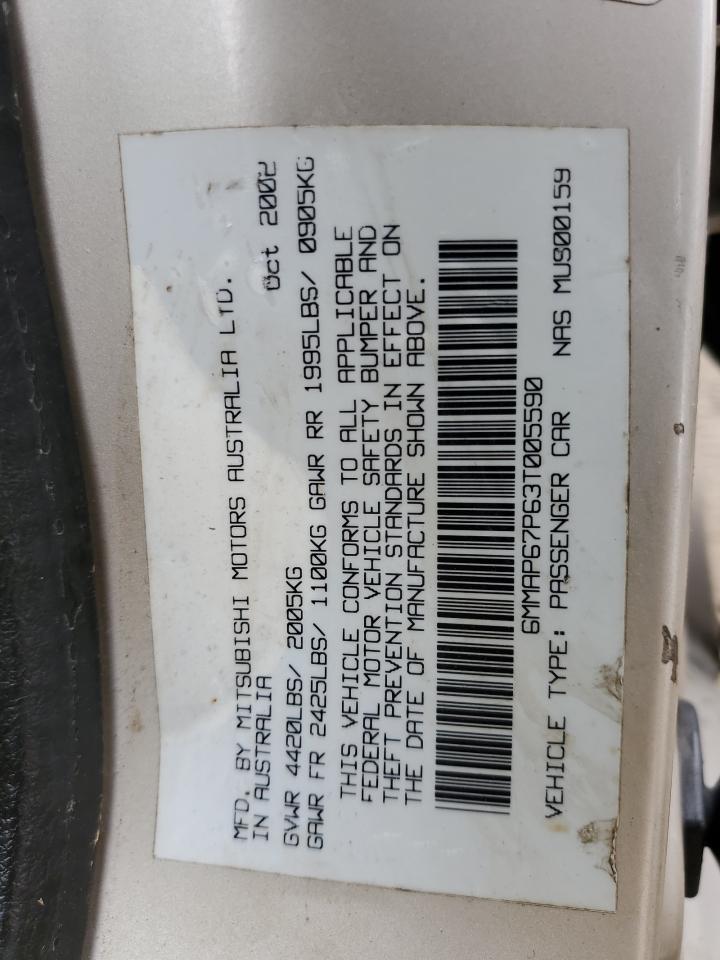 MFD. BY MITSUBISHI MOTORS AUSTRALIA LTD.
IN AUSTRALIA Oct 2002
GVWR 4420LBS/ 2005KG
GAWR FR 2425LBS/ 1100KG GAWR RR 1995LBS/ 0905KG
THIS VEHICLE CONFORMS TO ALL APPLICABLE
FEDERAL MOTOR VEHICLE SAFETY BUMPER AND
THEFT PREVENTION STANDARDS IN EFFECT ON
THE DATE OF MANUFACTURE SHOWN ABOVE.
6MMAP67P63T005590
VEHICLE TYPE: PASSENGER CAR NAS MUS00159